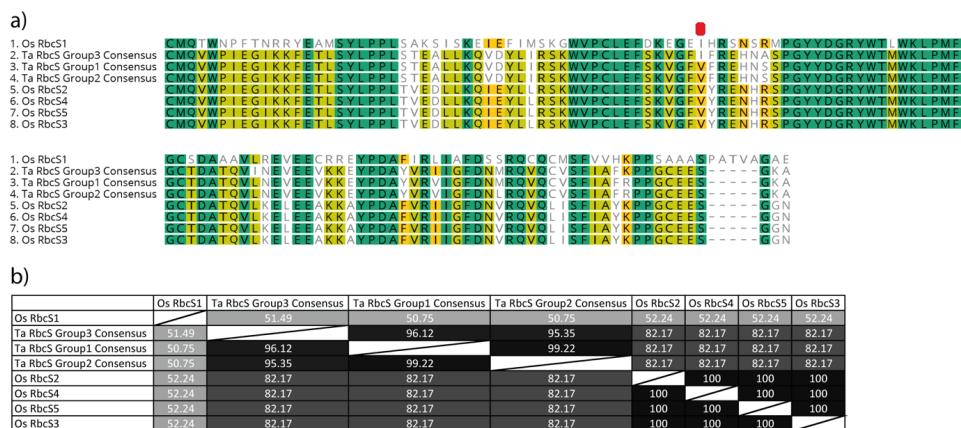 a)
1. Os RbcS1 CMQTWNPFTNRRYEAMSYLPPLSAKSISKEIEFIMSKGWVPCLEFDKEGEIHRSNSRMPGYYDGRYWTLWKLPMF
2. Ta RbcS Group3 Consensus CMQVWPIEGIKKFETLSYLPPLSTEALLKQVDYLIRSKWVPCLEFSKVGFIFREHNASPGYYDGRYWTMWKLPMF
3. Ta RbcS Group1 Consensus CMQVWPIEGIKKFETLSYLPPLSTEALLKQVDYLIRSKWVPCLEFSKVGFVFREHNSSPGYYDGRYWTMWKLPMF
4. Ta RbcS Group2 Consensus CMQVWPIEGIKKFETLSYLPPLSTEALLKQVDYLIRSKWVPCLEFSKVGFVFREHNSSPGYYDGRYWTMWKLPMF
5. Os RbcS2 CMQVWPIEGIKKFETLSYLPPLTVEDLLKQIEYLLRSKWVPCLEFSKVGFVYRENHRSPGYYDGRYWTMWKLPMF
6. Os RbcS4 CMQVWPIEGIKKFETLSYLPPLTVEDLLKQIEYLLRSKWVPCLEFSKVGFVYRENHRSPGYYDGRYWTMWKLPMF
7. Os RbcS5 CMQVWPIEGIKKFETLSYLPPLTVEDLLKQIEYLLRSKWVPCLEFSKVGFVYRENHRSPGYYDGRYWTMWKLPMF
8. Os RbcS3 CMQVWPIEGIKKFETLSYLPPLTVEDLLKQIEYLLRSKWVPCLEFSKVGFVYRENHRSPGYYDGRYWTMWKLPMF
1. Os RbcS1 GCSDAAAVLREVEECRREYPDAFIRLIAFDSSRQCQCMSFVVHKPPSAAASPATVAGAE
2. Ta RbcS Group3 Consensus GCTDATQVINEVEEVKKEYPDAYVRIIGFDNMRQVQCVSFIAFKPPGCEES-----GKA
3. Ta RbcS Group1 Consensus GCTDATQVLNEVEEVKKEYPDAYVRVIGFDNMRQVQCVSFIAFRPPGCEES-----GKA
4. Ta RbcS Group2 Consensus GCTDATQVLNEVEEVKKEYPDAYVRVIGFDNLRQVQCVSFIAFRPPGCEES-----GKA
5. Os RbcS2 GCTDATQVLKELEEAKKAYPDAFVRIIGFDNVRQVQLISFIAYKPPGCEES-----GGN
6. Os RbcS4 GCTDATQVLKELEEAKKAYPDAFVRIIGFDNVRQVQLISFIAYKPPGCEES-----GGN
7. Os RbcS5 GCTDATQVLKELEEAKKAYPDAFVRIIGFDNVRQVQLISFIAYKPPGCEES-----GGN
8. Os RbcS3 GCTDATQVLKELEEAKKAYPDAFVRIIGFDNVRQVQLISFIAYKPPGCEES-----GGN
b)
Os RbcS1 Ta RbcS Group3 Consensus Ta RbcS Group1 Consensus Ta RbcS Group2 Consensus Os RbcS2 Os RbcS4 Os RbcS5 Os RbcS3
Os RbcS1 51.49 50.75 50.75 52.24 52.24 52.24 52.24
Ta RbcS Group3 Consensus 51.49 96.12 95.35 82.17 82.17 82.17 82.17
Ta RbcS Group1 Consensus 50.75 96.12 99.22 82.17 82.17 82.17 82.17
Ta RbcS Group2 Consensus 50.75 95.35 99.22 82.17 82.17 82.17 82.17
Os RbcS2 52.24 82.17 82.17 82.17 100 100 100
Os RbcS4 52.24 82.17 82.17 82.17 100 100 100
Os RbcS5 52.24 82.17 82.17 82.17 100 100 100
Os RbcS3 52.24 82.17 82.17 82.17 100 100 100